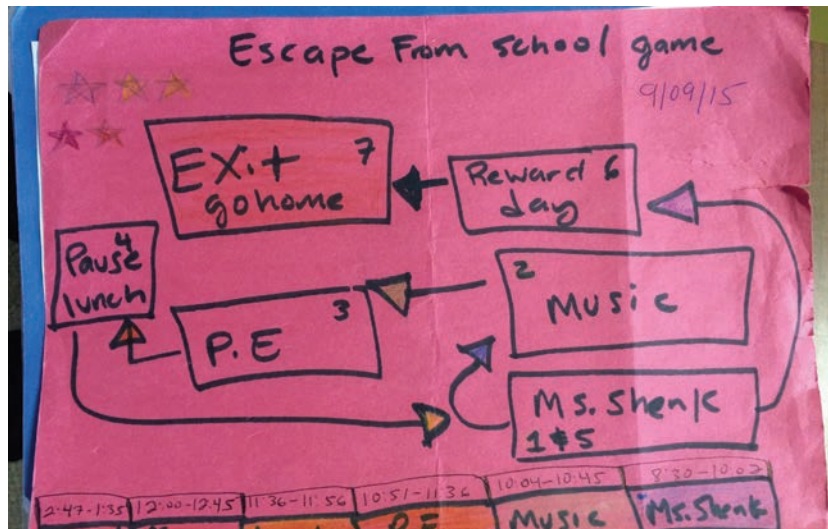 Escape From school game
9/09/15
Exit 7
go home
Reward 6
day
Pause 4
lunch
P.E 3
2
Music
Ms. Shenk
1 & 5
2:47-1:35 12:00-12:45 11:36-11:56 10:51-11:36 10:04-10:45 8:30-10:02
P.E Music Ms. Shenk